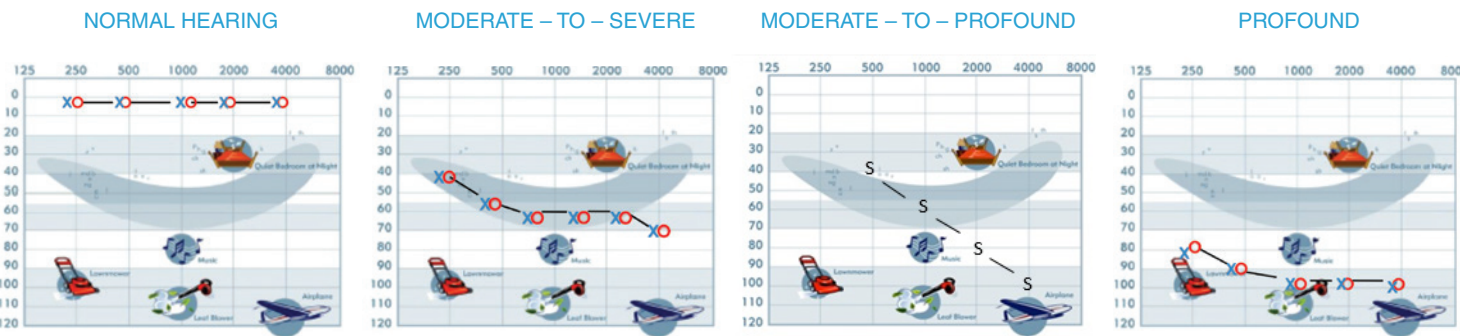 NORMAL HEARING
MODERATE – TO – SEVERE
MODERATE – TO – PROFOUND
PROFOUND
125 250 500 1000 2000 4000 8000
0
10
20
30
40
50
60
70
80
90
100
110
120
X O X O X O X O X O
Quiet Bedroom at Night
Music
Lawnmower
Leaf Blower
Airplane
125 250 500 1000 2000 4000 8000
0
10
20
30
40
50
60
70
80
90
100
110
120
X O
X O
X O X O X O
X O
Quiet Bedroom at Night
Music
Lawnmower
Leaf Blower
Airplane
125 250 500 1000 2000 4000 8000
0
10
20
30
40
50
60
70
80
90
100
110
120
S
S
S
S
Quiet Bedroom at Night
Music
Lawnmower
Leaf Blower
Airplane
125 250 500 1000 2000 4000 8000
0
10
20
30
40
50
60
70
80
90
100
110
120
X O
X O
X O X O X O
Quiet Bedroom at Night
Music
Leaf Blower
Airplane